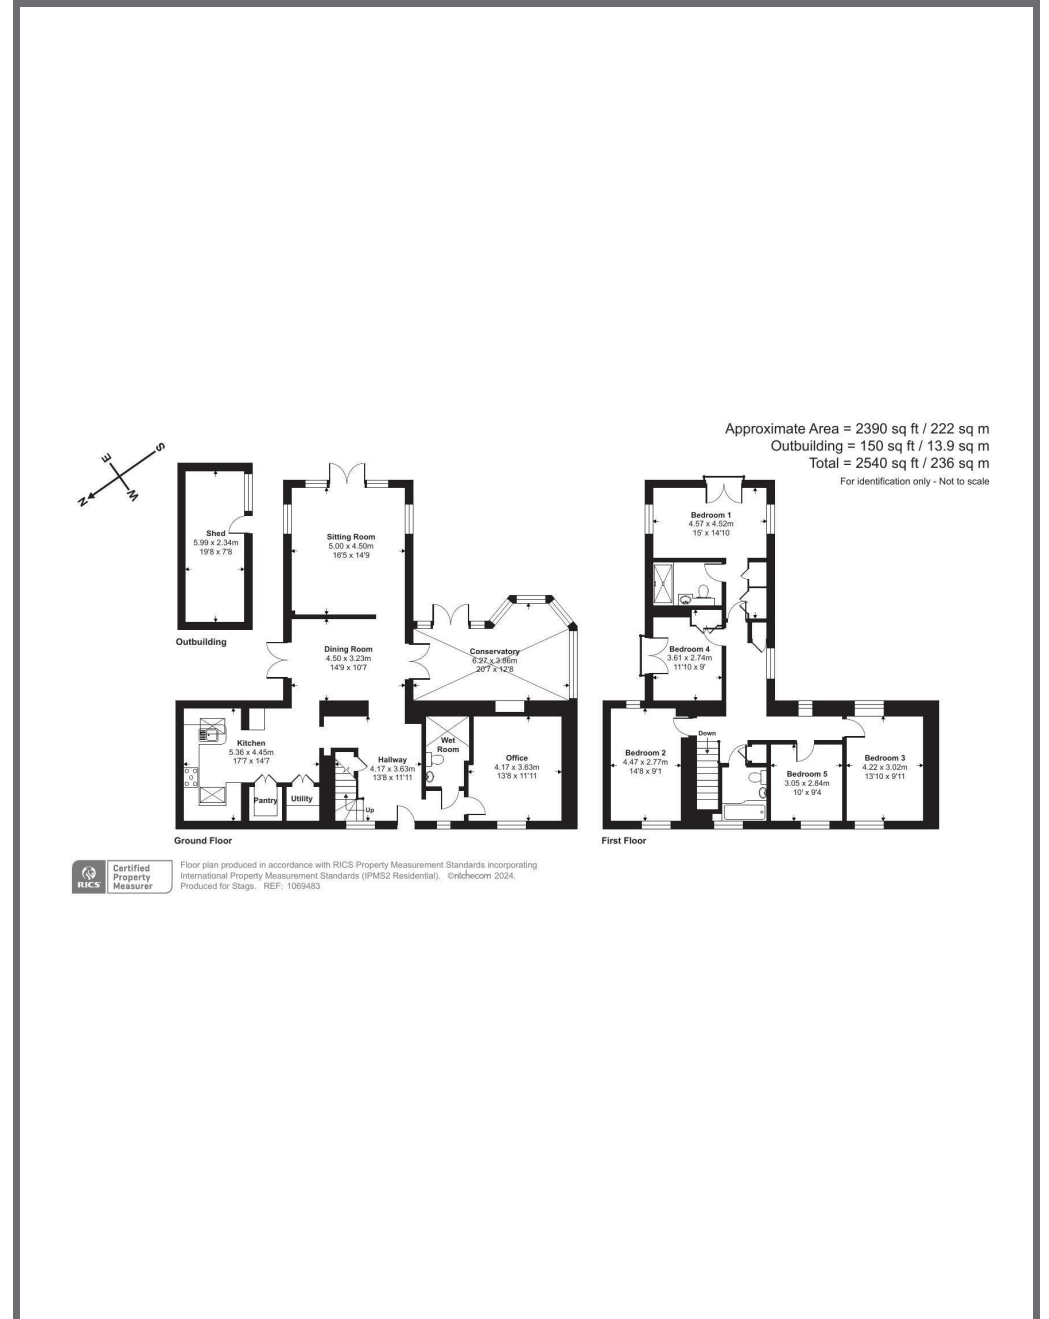 Approximate Area = 2390 sq ft / 222 sq m
Outbuilding = 150 sq ft / 13.9 sq m
Total = 2540 sq ft / 236 sq m
For identification only - Not to scale
S
E
W
N
Shed
5.99 x 2.34m
19'8 x 7'8
Outbuilding
Sitting Room
5.00 x 4.50m
16'5 x 14'9
Dining Room
4.50 x 3.23m
14'9 x 10'7
Conservatory
6.27 x 3.86m
20'7 x 12'8
Kitchen
5.36 x 4.45m
17'7 x 14'7
Pantry
Utility
Hallway
4.17 x 3.63m
13'8 x 11'11
Up
Wet
Room
Office
4.17 x 3.63m
13'8 x 11'11
Ground Floor
Bedroom 1
4.57 x 4.52m
15' x 14'10
Bedroom 4
3.61 x 2.74m
11'10 x 9'
Bedroom 2
4.47 x 2.77m
14'8 x 9'1
Down
Bedroom 5
3.05 x 2.84m
10' x 9'4
Bedroom 3
4.22 x 3.02m
13'10 x 9'11
First Floor
RICS
Certified
Property
Measurer
Floor plan produced in accordance with RICS Property Measurement Standards incorporating
International Property Measurement Standards (IPMS2 Residential). ©nichecom 2024.
Produced for Stags. REF: 1069483